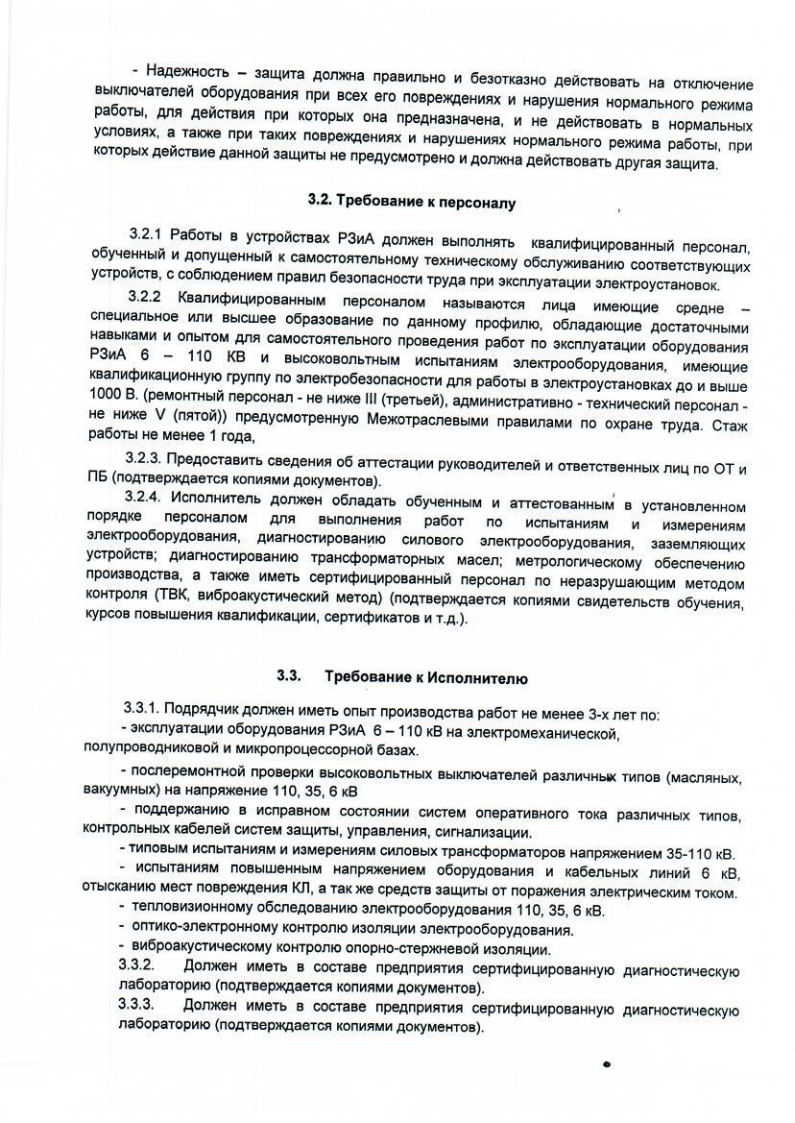 - Надежность – защита должна правильно и безотказно действовать на отключение
выключателей оборудования при всех его повреждениях и нарушения нормального режима
работы, для действия при которых она предназначена, и не действовать в нормальных
условиях, а также при таких повреждениях и нарушениях нормального режима работы, при
которых действие данной защиты не предусмотрено и должна действовать другая защита.
3.2. Требование к персоналу
3.2.1 Работы в устройствах РЗиА должен выполнять квалифицированный персонал,
обученный и допущенный к самостоятельному техническому обслуживанию соответствующих
устройств, с соблюдением правил безопасности труда при эксплуатации электроустановок.
3.2.2 Квалифицированным персоналом называются лица имеющие средне –
специальное или высшее образование по данному профилю, обладающие достаточными
навыками и опытом для самостоятельного проведения работ по эксплуатации оборудования
РЗиА 6 – 110 КВ и высоковольтным испытаниям электрооборудования, имеющие
квалификационную группу по электробезопасности для работы в электроустановках до и выше
1000 В. (ремонтный персонал - не ниже III (третьей), административно - технический персонал -
не ниже V (пятой)) предусмотренную Межотраслевыми правилами по охране труда. Стаж
работы не менее 1 года,
3.2.3. Предоставить сведения об аттестации руководителей и ответственных лиц по ОТ и
ПБ (подтверждается копиями документов).
3.2.4. Исполнитель должен обладать обученным и аттестованным в установленном
порядке персоналом для выполнения работ по испытаниям и измерениям
электрооборудования, диагностированию силового электрооборудования, заземляющих
устройств; диагностированию трансформаторных масел; метрологическому обеспечению
производства, а также иметь сертифицированный персонал по неразрушающим методом
контроля (ТВК, виброакустический метод) (подтверждается копиями свидетельств обучения,
курсов повышения квалификации, сертификатов и т.д.).
3.3. Требование к Исполнителю
3.3.1. Подрядчик должен иметь опыт производства работ не менее 3-х лет по:
- эксплуатации оборудования РЗиА 6 – 110 кВ на электромеханической,
полупроводниковой и микропроцессорной базах.
- послеремонтной проверки высоковольтных выключателей различных типов (масляных,
вакуумных) на напряжение 110, 35, 6 кВ
- поддержанию в исправном состоянии систем оперативного тока различных типов,
контрольных кабелей систем защиты, управления, сигнализации.
- типовым испытаниям и измерениям силовых трансформаторов напряжением 35-110 кВ.
- испытаниям повышенным напряжением оборудования и кабельных линий 6 кВ,
отысканию мест повреждения КЛ, а так же средств защиты от поражения электрическим током.
- тепловизионному обследованию электрооборудования 110, 35, 6 кВ.
- оптико-электронному контролю изоляции электрооборудования.
- виброакустическому контролю опорно-стержневой изоляции.
3.3.2. Должен иметь в составе предприятия сертифицированную диагностическую
лабораторию (подтверждается копиями документов).
3.3.3. Должен иметь в составе предприятия сертифицированную диагностическую
лабораторию (подтверждается копиями документов).